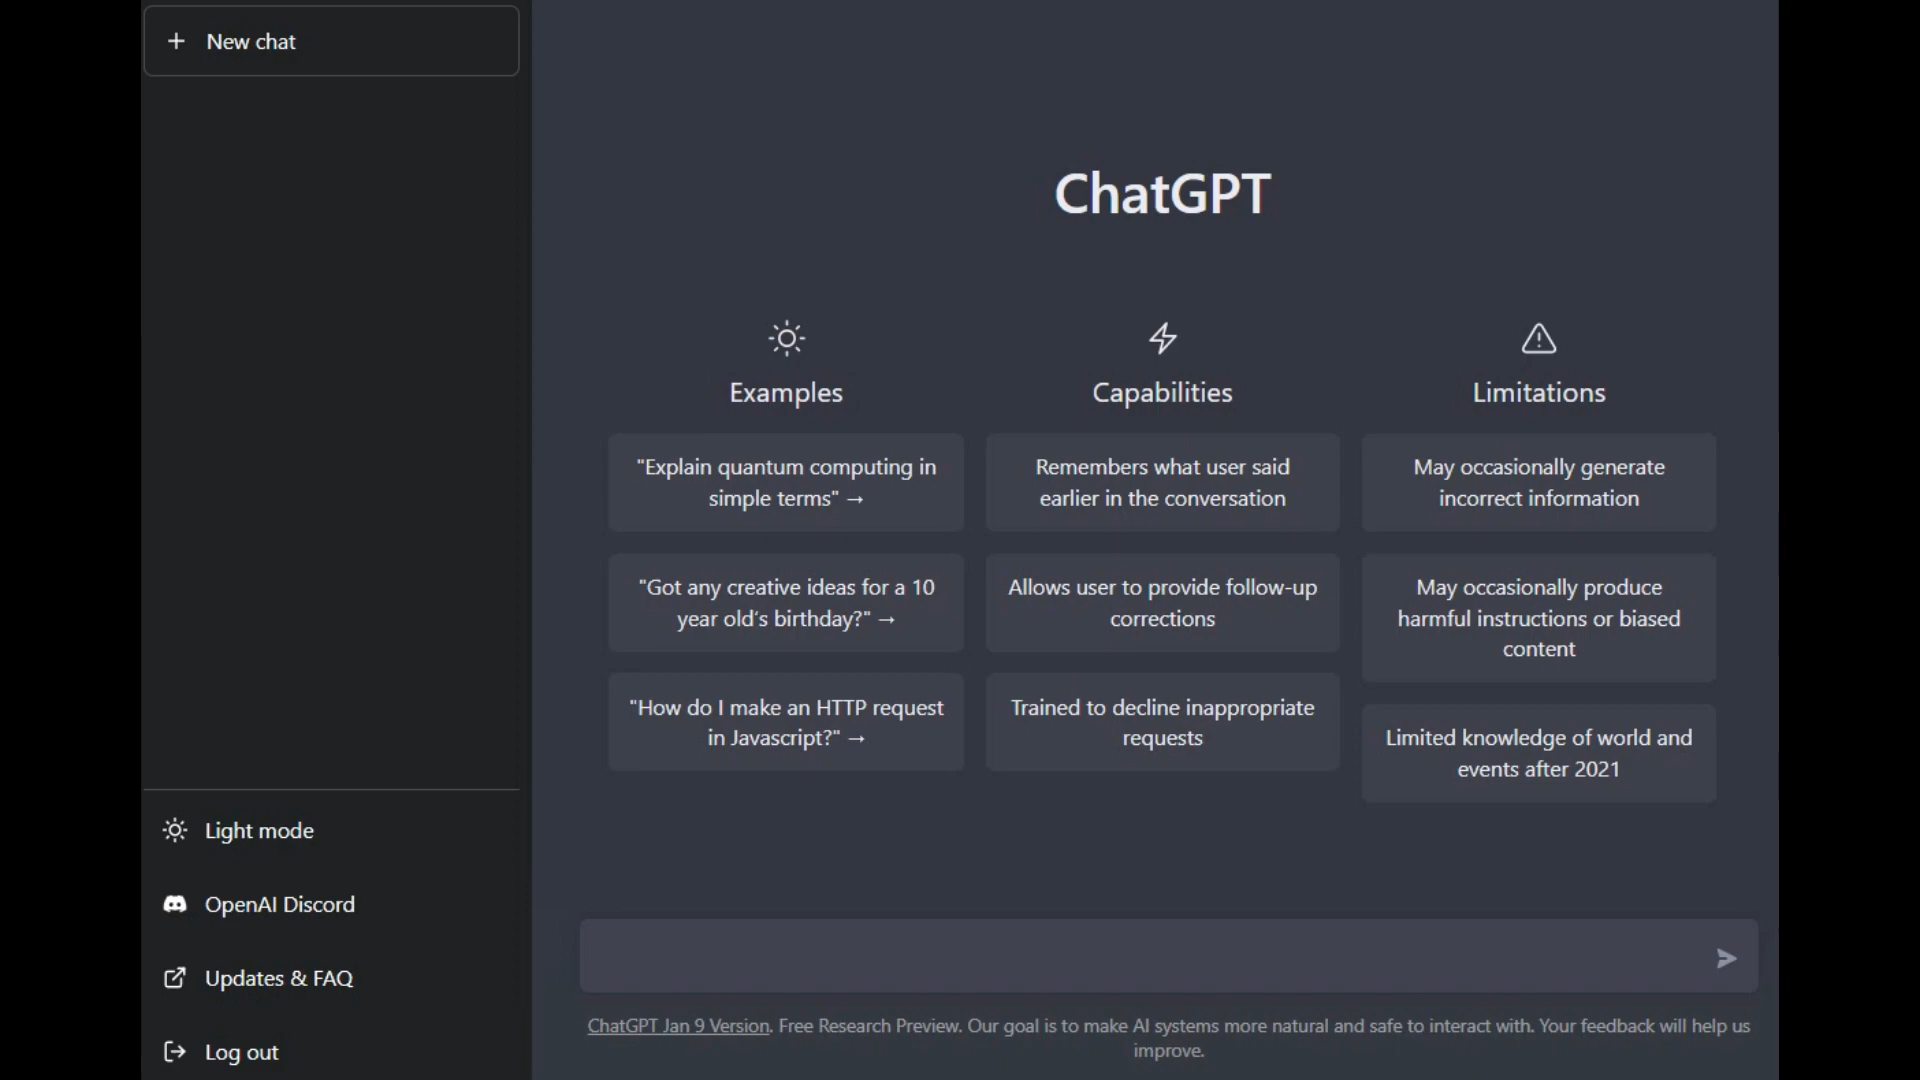 New chat
ChatGPT
Examples
"Explain quantum computing in
simple terms" →
"Got any creative ideas for a 10
year old's birthday?" →
"How do I make an HTTP request
in Javascript?" →
Capabilities
Remembers what user said
earlier in the conversation
Allows user to provide follow-up
corrections
Trained to decline inappropriate
requests
Limitations
May occasionally generate
incorrect information
May occasionally produce
harmful instructions or biased
content
Limited knowledge of world and
events after 2021
Light mode
OpenAI Discord
Updates & FAQ
Log out
ChatGPT Jan 9 Version. Free Research Preview. Our goal is to make AI systems more natural and safe to interact with. Your feedback will help us
improve.